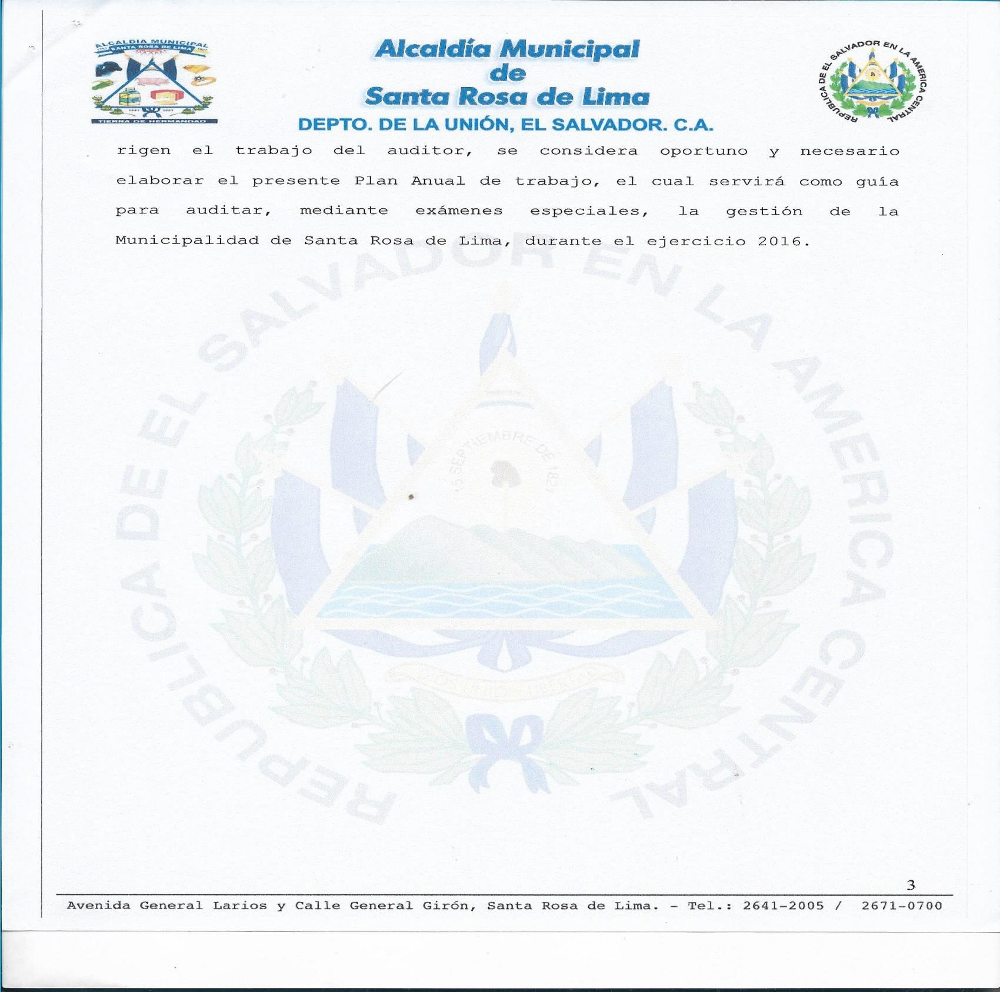 ALCALDIA MUNICIPAL
SANTA ROSA DE LIMA
TIERRA DE HERMANDAD
Alcaldía Municipal
de
Santa Rosa de Lima
DEPTO. DE LA UNIÓN, EL SALVADOR. C.A.
REPUBLICA DE EL SALVADOR EN LA AMERICA CENTRAL
rigen el trabajo del auditor, se considera oportuno y necesario
elaborar el presente Plan Anual de trabajo, el cual servirá como guía
para auditar, mediante exámenes especiales, la gestión de la
Municipalidad de Santa Rosa de Lima, durante el ejercicio 2016.
REPUBLICA DE EL SALVADOR EN LA AMERICA CENTRAL
15 SEPTIEMBRE DE 1821
3
Avenida General Larios y Calle General Girón, Santa Rosa de Lima. - Tel.: 2641-2005 / 2671-0700